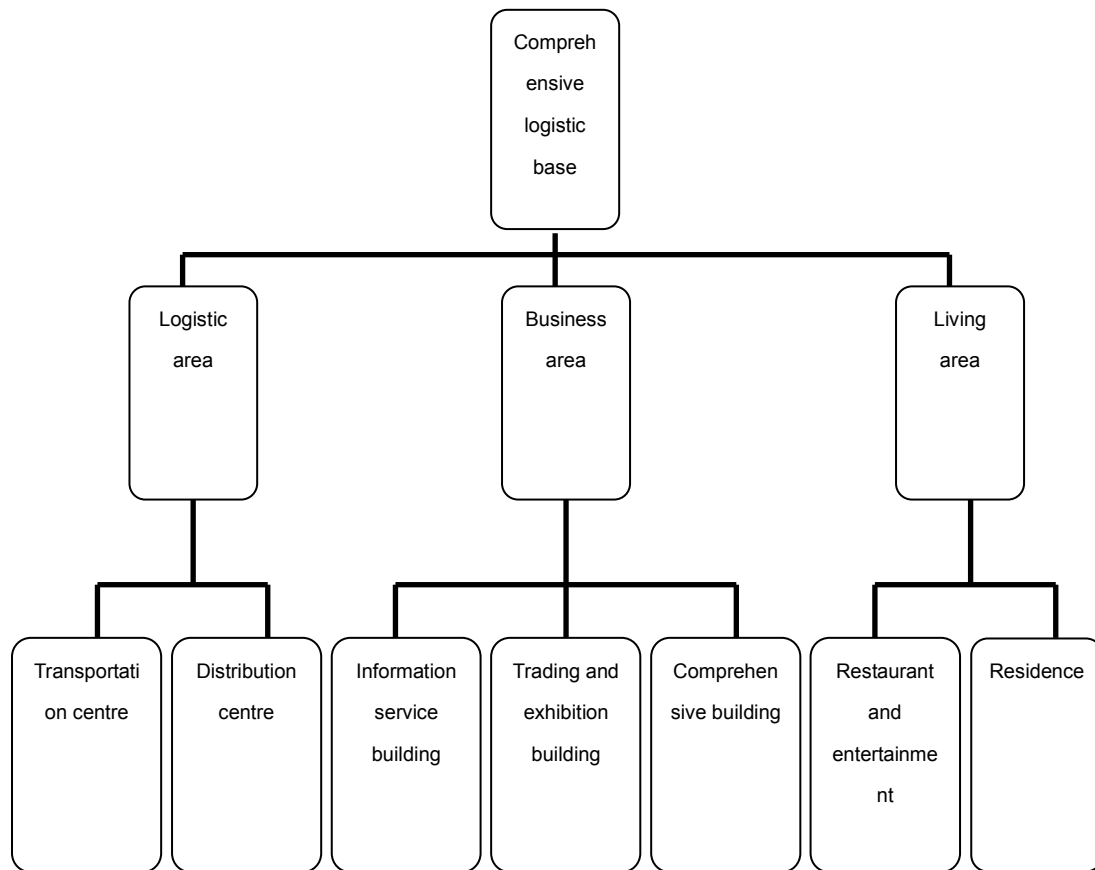 Compreh
ensive
logistic
base
Logistic
area
Business
area
Living
area
Transportati
on centre
Distribution
centre
Information
service
building
Trading and
exhibition
building
Comprehen
sive building
Restaurant
and
entertainme
nt
Residence